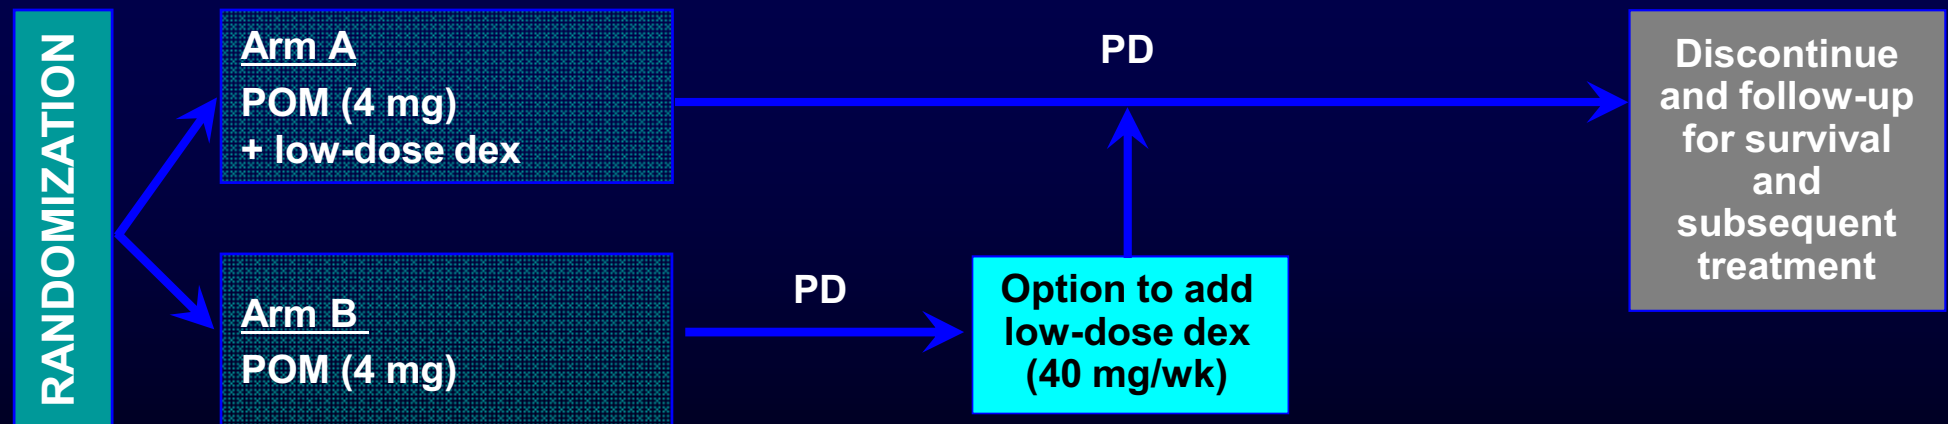 RANDOMIZATION
Arm A
POM (4 mg)
+ low-dose dex
PD
Discontinue
and follow-up
for survival
and
subsequent
treatment
Arm B
POM (4 mg)
PD
Option to add
low-dose dex
(40 mg/wk)